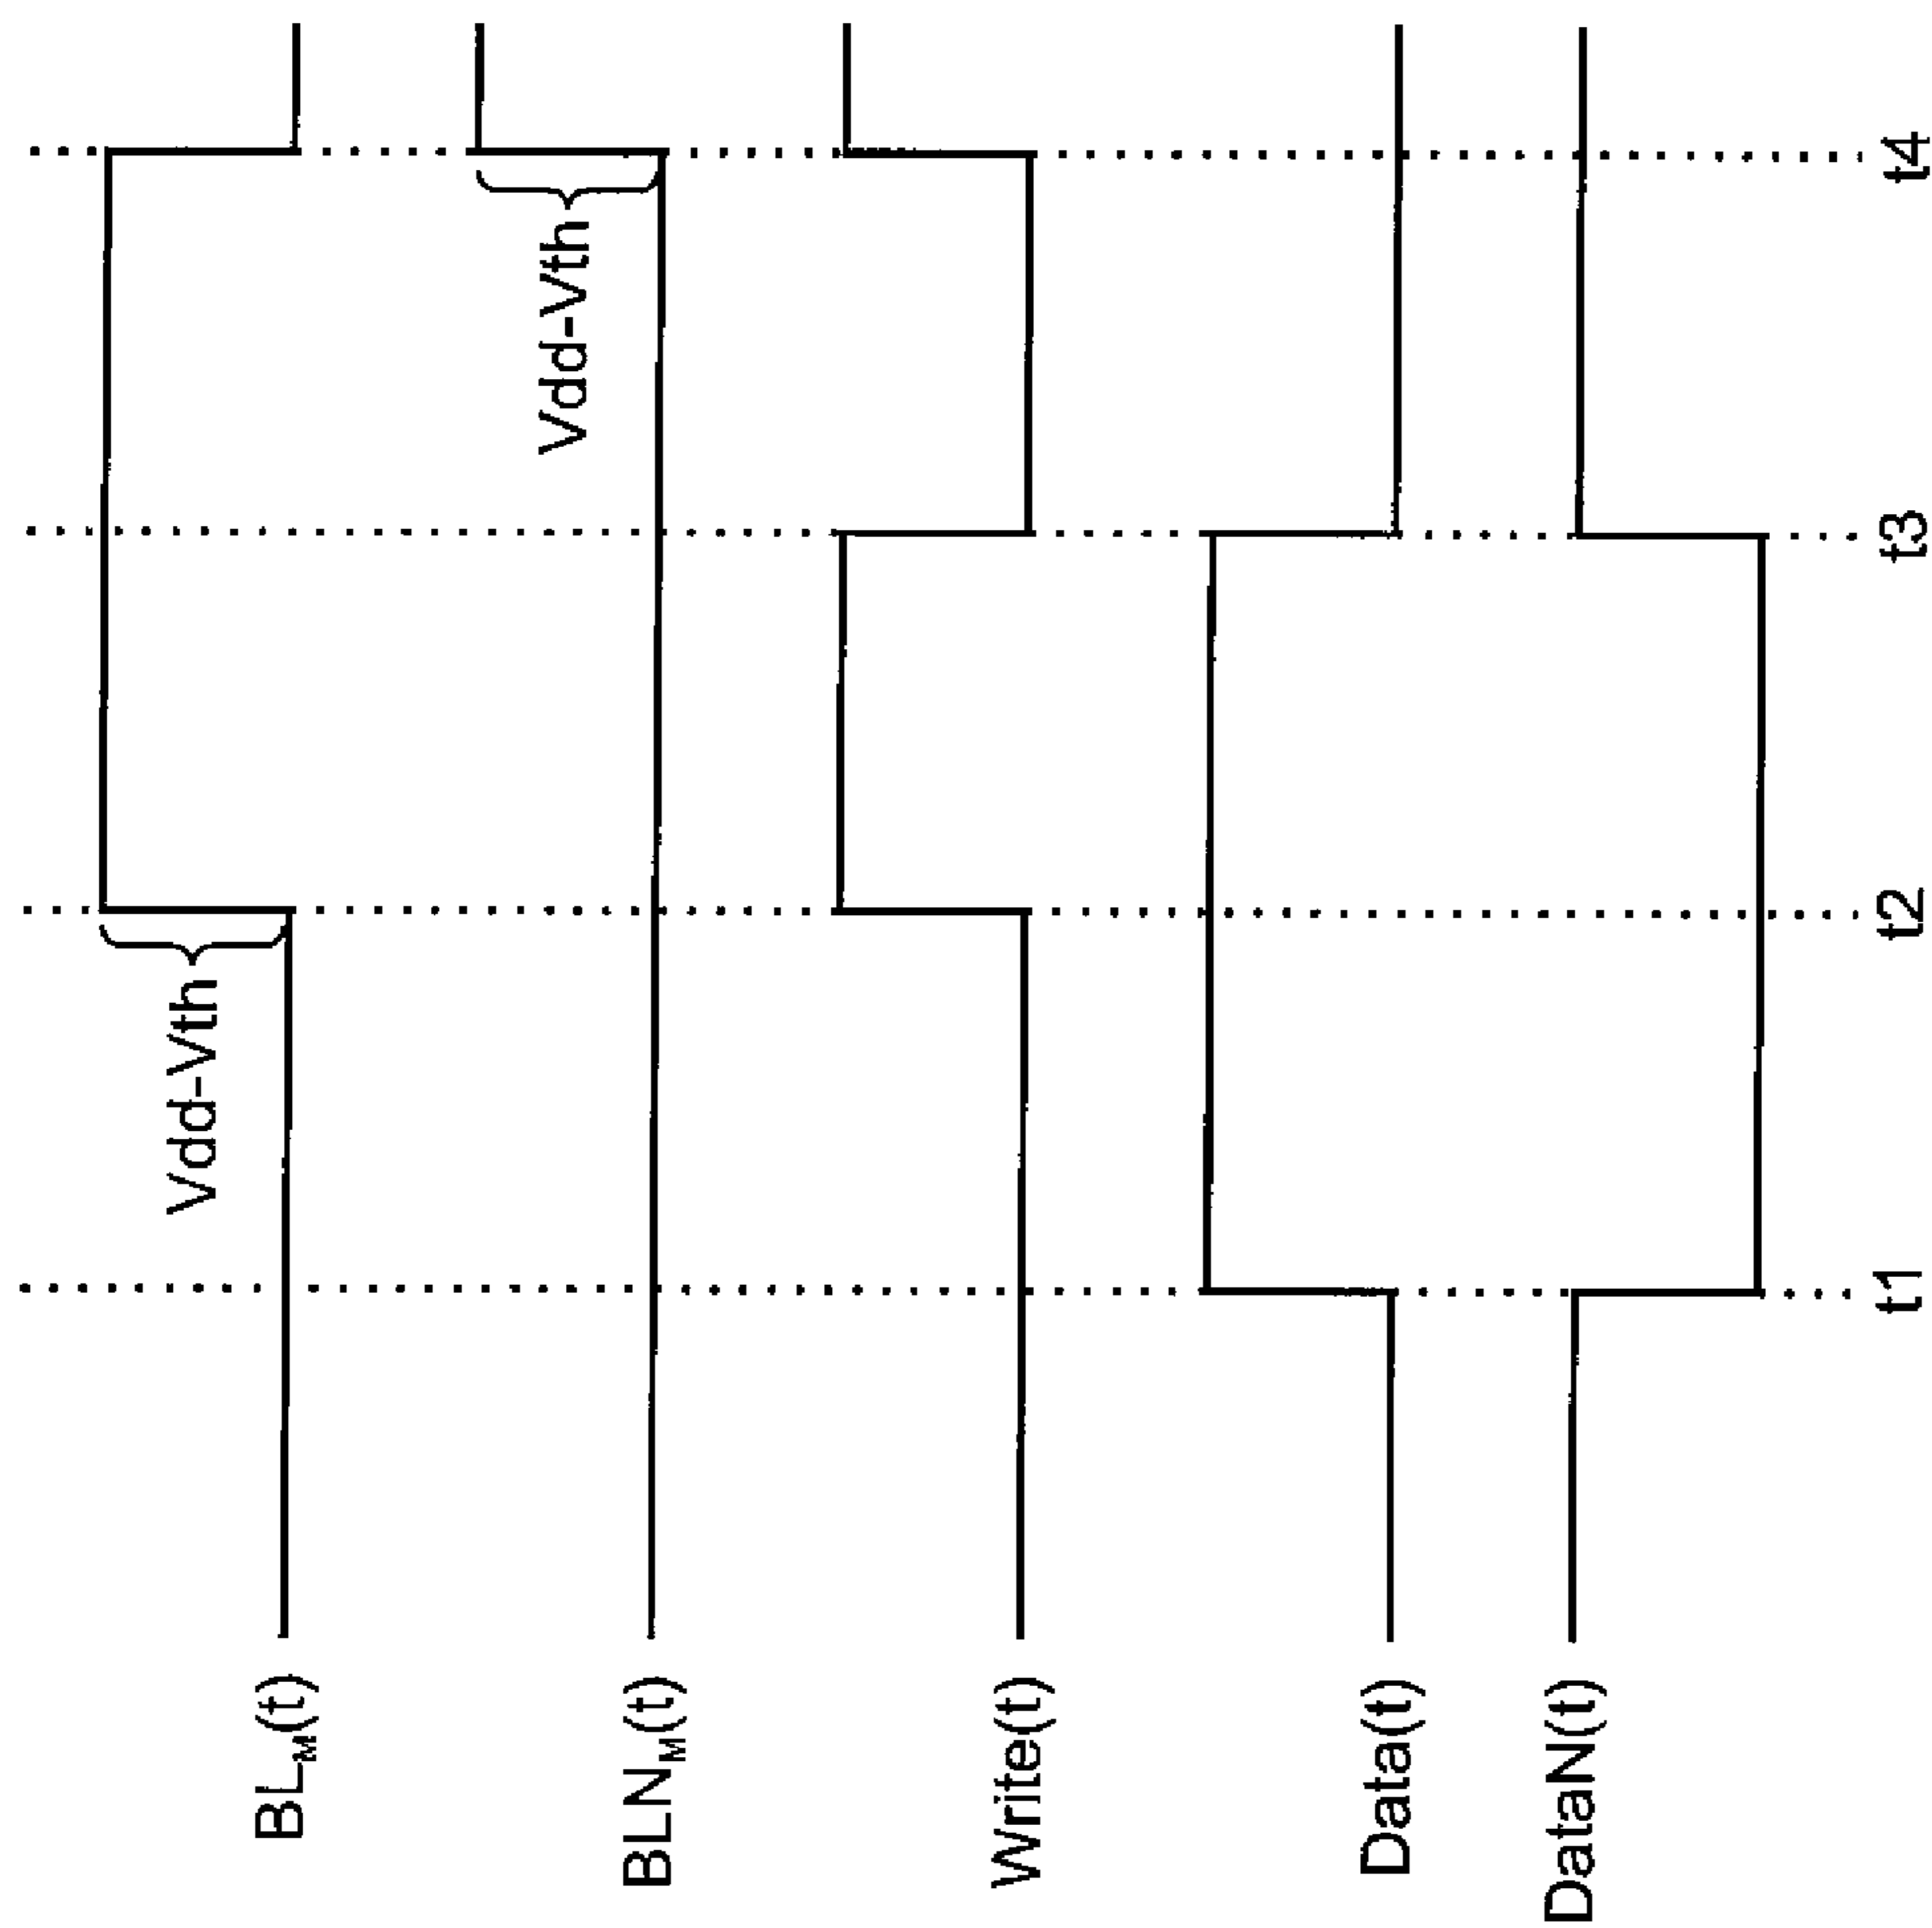 BL_M(t)
Vdd-Vth
BLN_M(t)
Vdd-Vth
Write(t)
Data(t)
DataN(t)
t1
t2
t3
t4